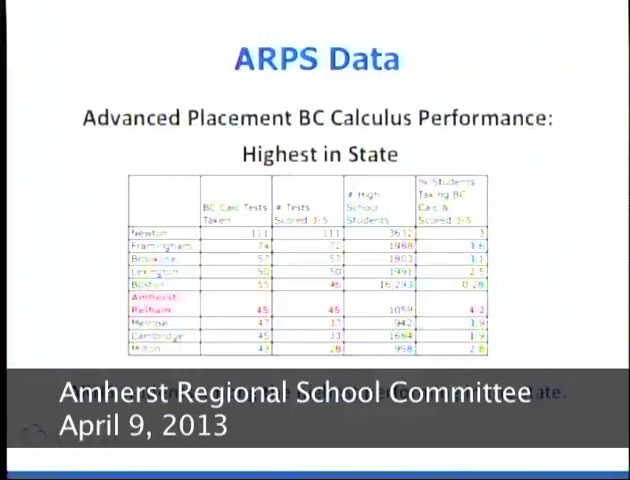 ARPS Data
Advanced Placement BC Calculus Performance:
Highest in State
BC Calc Tests Taken # Tests Scored 3-5 # High School Students % Students Taking BC Calc & Scored 3-5
Newton 111 111 3632 3
Framingham 74 72 1988 3.6
Brookline 57 57 1803 3.1
Lexington 50 50 1991 2.5
Boston 55 46 16,293 0.28
Amherst-
Pelham 45 45 1059 4.2
Melrose 47 37 942 3.9
Cambridge 45 33 1684 1.9
Milton 43 28 998 2.8
Amherst Regional School Committee
April 9, 2013